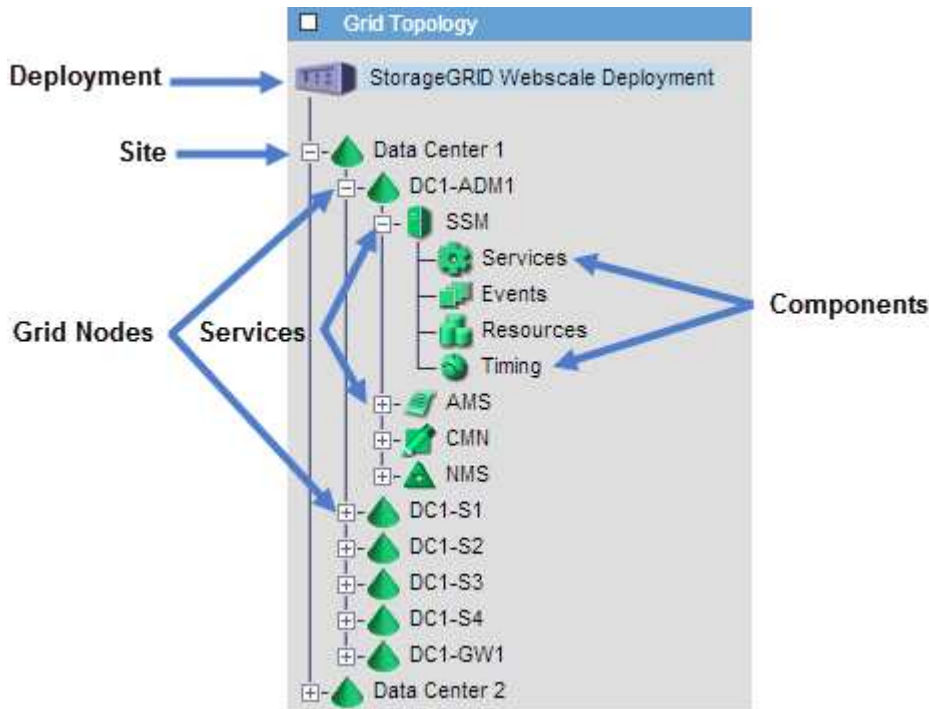 Grid Topology
Deployment
StorageGRID Webscale Deployment
Site
Data Center 1
DC1-ADM1
SSM
Services
Events
Components
Grid Nodes
Services
Resources
Timing
AMS
CMN
NMS
DC1-S1
DC1-S2
DC1-S3
DC1-S4
DC1-GW1
Data Center 2